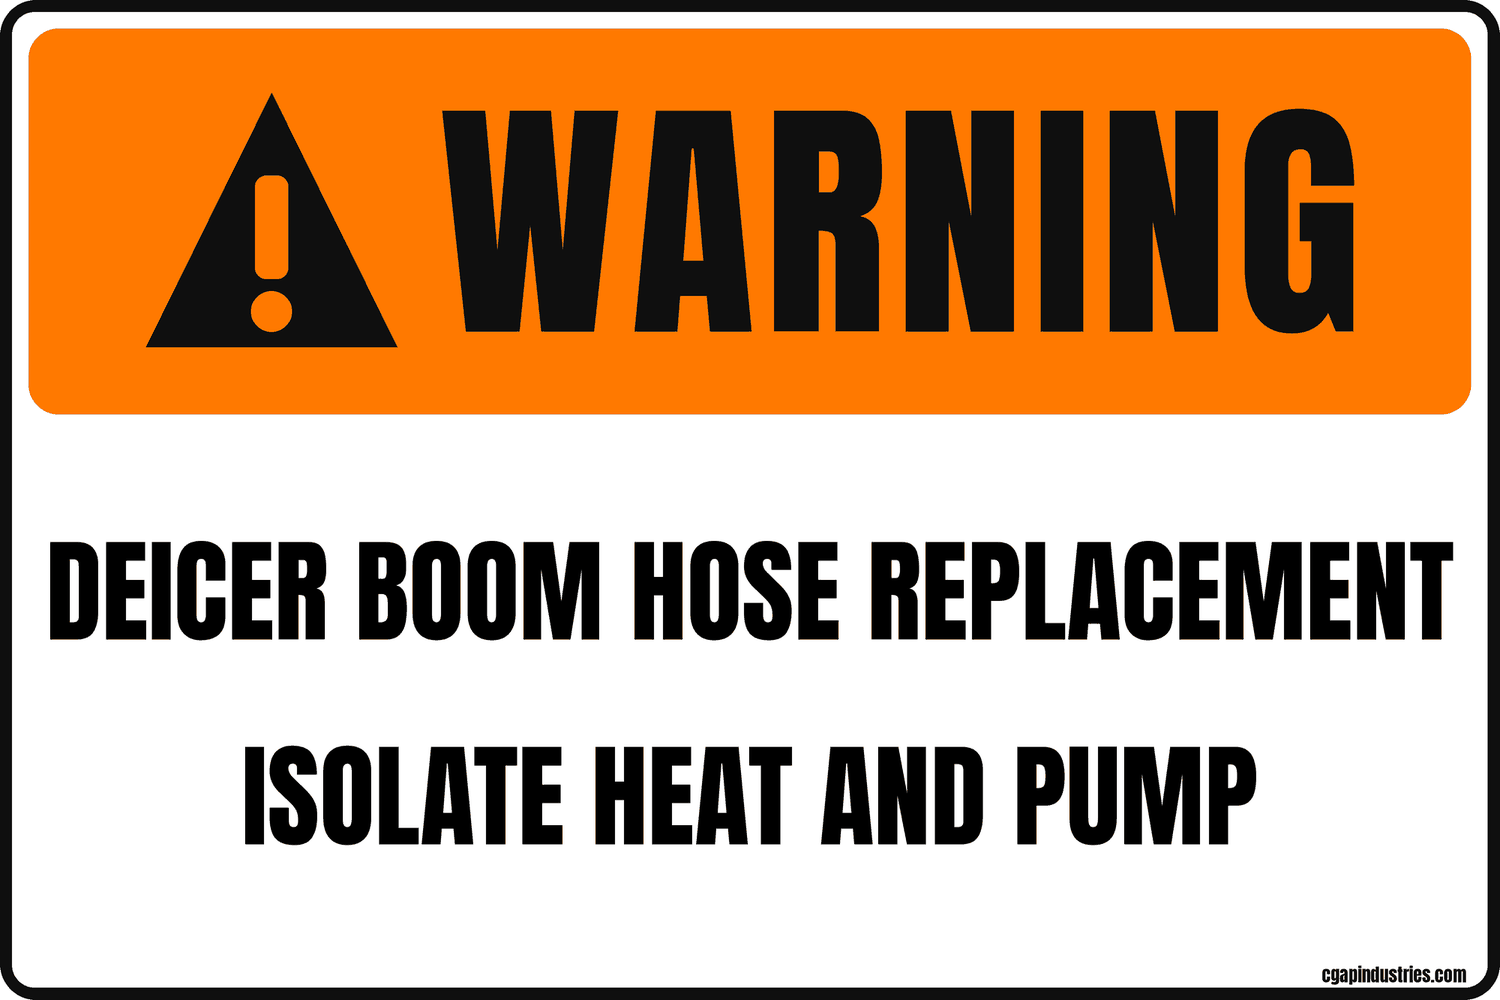 WARNING
DEICER BOOM HOSE REPLACEMENT
ISOLATE HEAT AND PUMP
cgapindustries.com